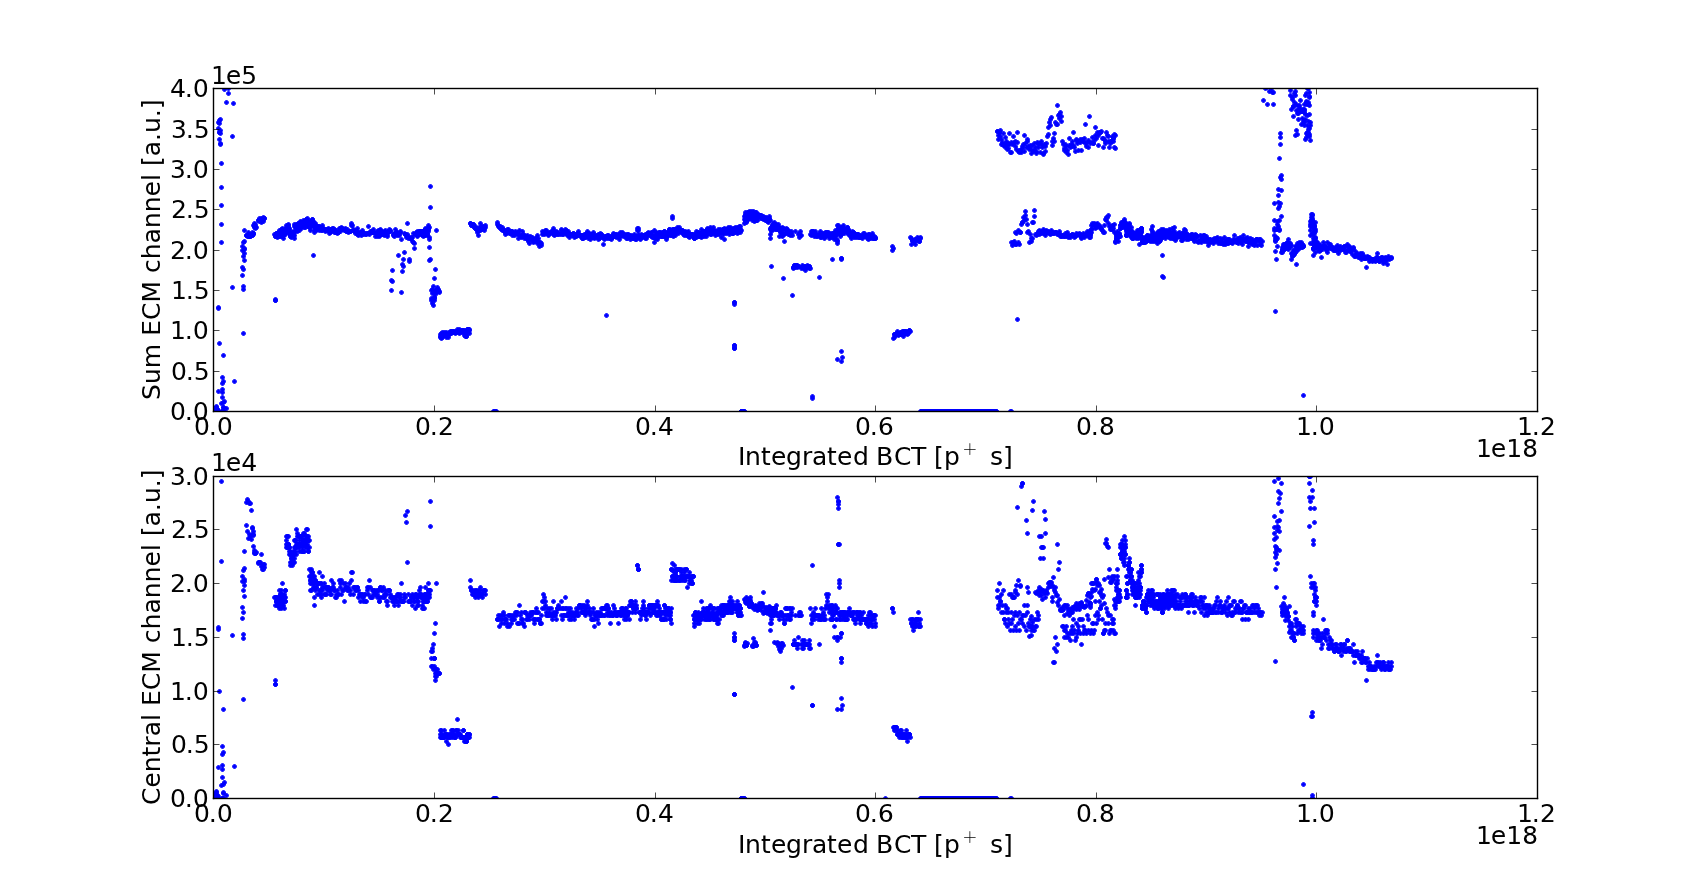 1e5
4.0
3.5
3.0
2.5
2.0
1.5
1.0
0.5
0.0
Sum ECM channel [a.u.]
0.0 0.2 0.4 0.6 0.8 1.0 1.2
1e18
Integrated BCT [p+ s]
1e4
3.0
2.5
2.0
1.5
1.0
0.5
0.0
Central ECM channel [a.u.]
0.0 0.2 0.4 0.6 0.8 1.0 1.2
1e18
Integrated BCT [p+ s]